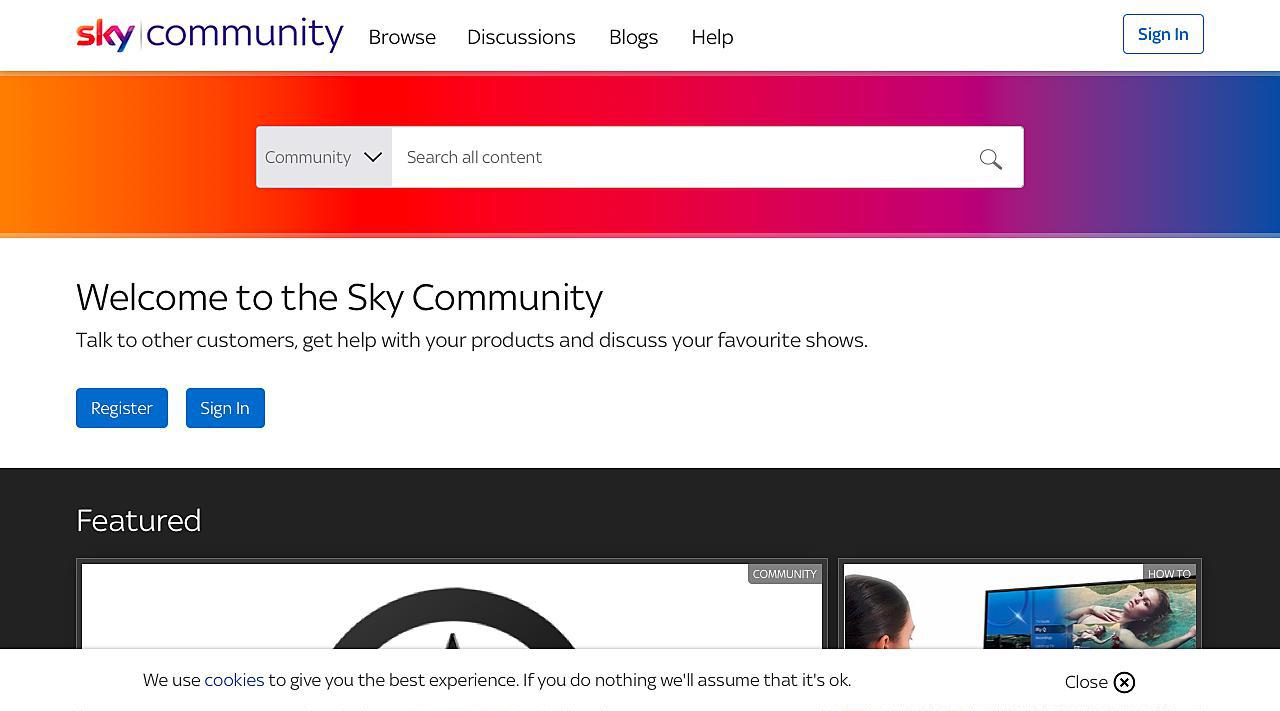 sky community Browse Discussions Blogs Help Sign In
Community Search all content
Welcome to the Sky Community
Talk to other customers, get help with your products and discuss your favourite shows.
Register Sign In
Featured
COMMUNITY HOW TO
We use cookies to give you the best experience. If you do nothing we'll assume that it's ok. Close